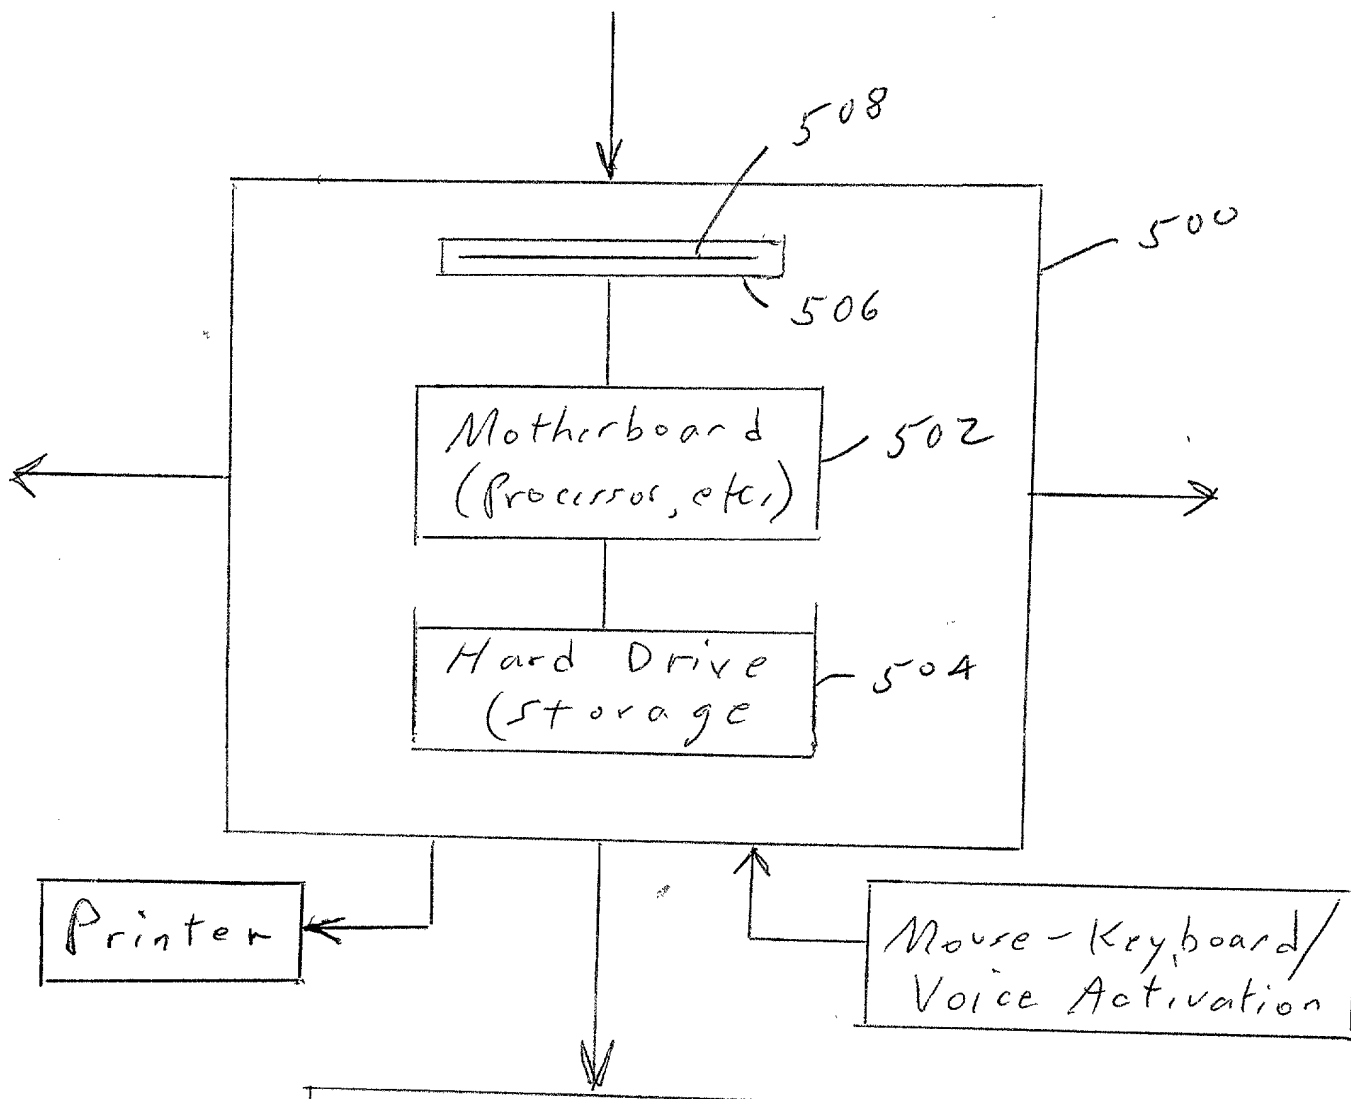 508
500
506
Motherboard
(Processor, etc.)
502
Hard Drive
(Storage
504
Printer
Mouse-Keyboard/
Voice Activation